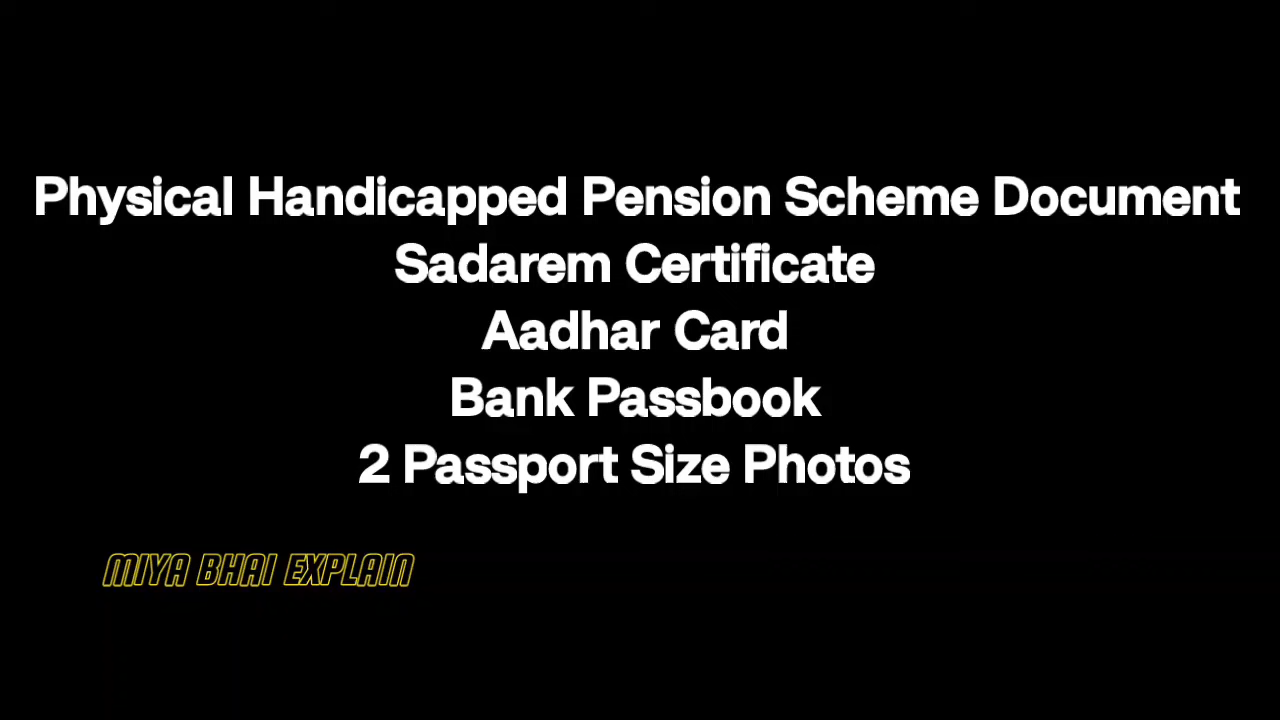 Physical Handicapped Pension Scheme Document
Sadarem Certificate
Aadhar Card
Bank Passbook
2 Passport Size Photos
MIYA BHAI EXPLAIN